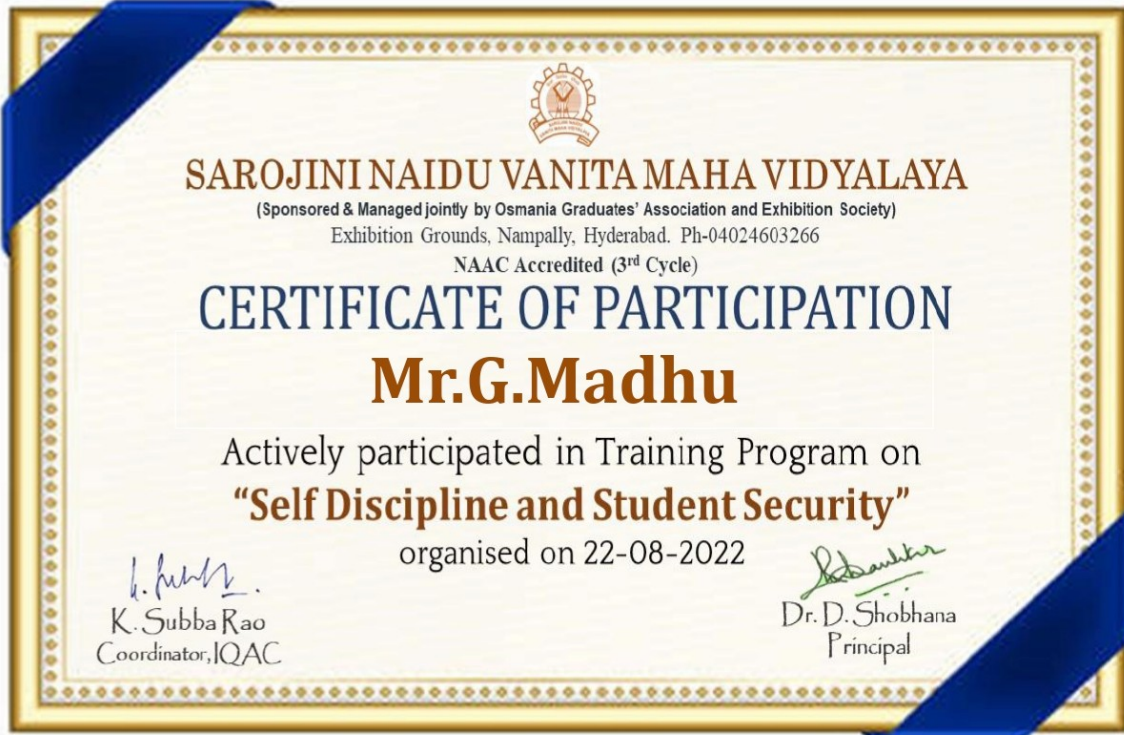 SAROJINI NAIDU VANITA MAHA VIDYALAYA
(Sponsored & Managed jointly by Osmania Graduates' Association and Exhibition Society)
Exhibition Grounds, Nampally, Hyderabad. Ph-04024603266
NAAC Accredited (3rd Cycle)
CERTIFICATE OF PARTICIPATION
Mr.G.Madhu
Actively participated in Training Program on
“Self Discipline and Student Security”
organised on 22-08-2022
K. Subba Rao
Coordinator,IQAC
Dr. D. Shobhana
Principal